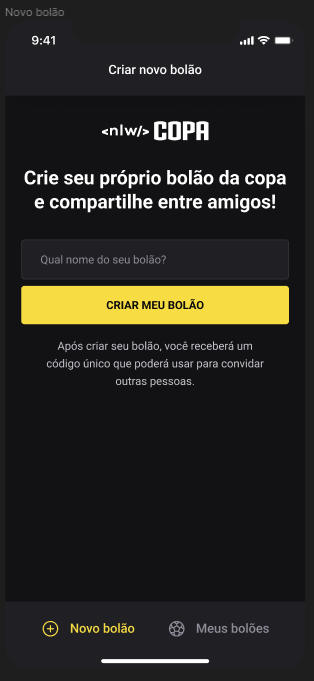 Novo bolão
9:41
Criar novo bolão
<nlw/> COPA
Crie seu próprio bolão da copa
e compartilhe entre amigos!
Qual nome do seu bolão?
CRIAR MEU BOLÃO
Após criar seu bolão, você receberá um
código único que poderá usar para convidar
outras pessoas.
Novo bolão
Meus bolões